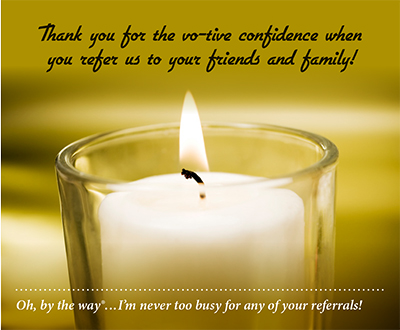 Thank you for the vo-tive confidence when
you refer us to your friends and family!
Oh, by the way®...I'm never too busy for any of your referrals!